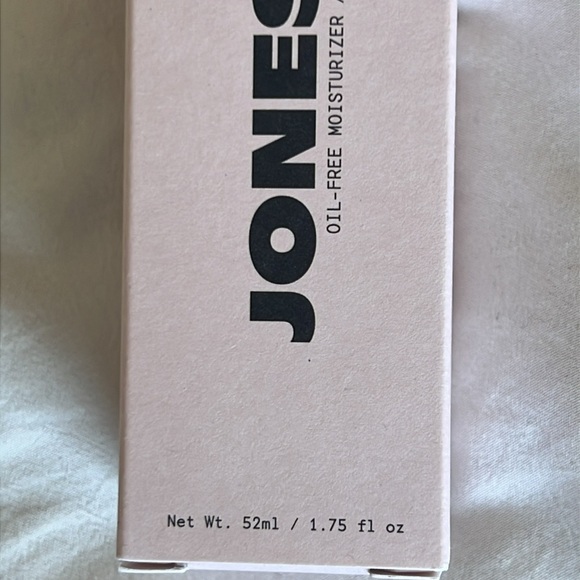 JONES
OIL-FREE MOISTURIZER
Net Wt. 52ml / 1.75 fl oz